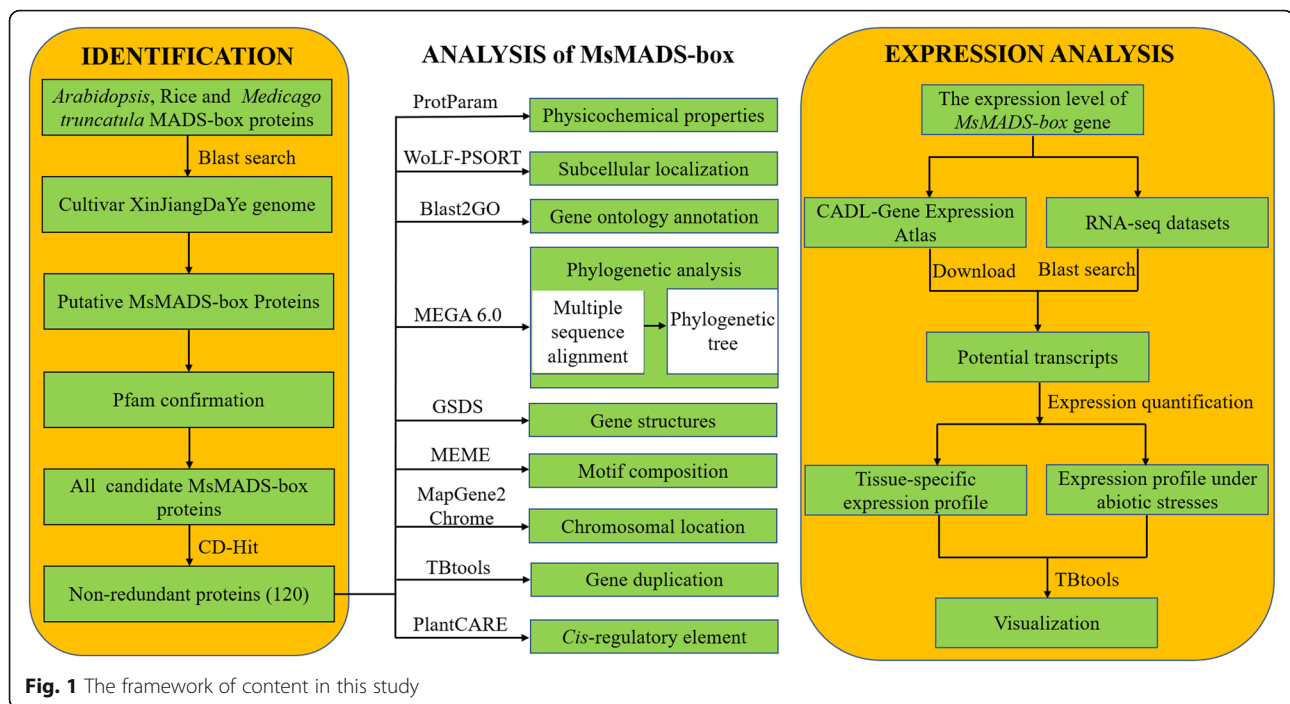 IDENTIFICATION
Arabidopsis, Rice and Medicago
truncatula MADS-box proteins
Blast search
Cultivar XinJiangDaYe genome
Putative MsMADS-box Proteins
Pfam confirmation
All candidate MsMADS-box
proteins
CD-Hit
Non-redundant proteins (120)
ANALYSIS of MsMADS-box
ProtParam
Physicochemical properties
WoLF-PSORT
Subcellular localization
Blast2GO
Gene ontology annotation
MEGA 6.0
Phylogenetic analysis
Multiple
sequence
alignment
Phylogenetic
tree
GSDS
Gene structures
MEME
Motif composition
MapGene2
Chrome
Chromosomal location
TBtools
Gene duplication
PlantCARE
Cis-regulatory element
EXPRESSION ANALYSIS
The expression level of
MsMADS-box gene
CADL-Gene Expression
Atlas
RNA-seq datasets
Download
Blast search
Potential transcripts
Expression quantification
Tissue-specific
expression profile
Expression profile under
abiotic stresses
TBtools
Visualization
Fig. 1 The framework of content in this study